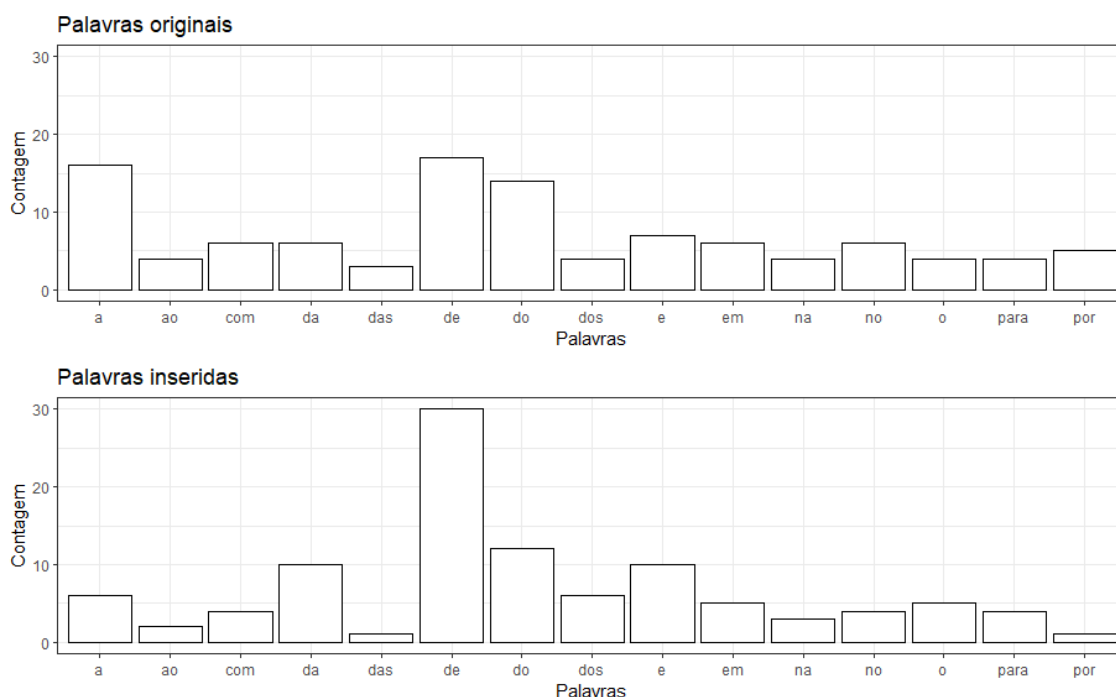 Palavras originais
30
20
10
0
Contagem
a ao com da das de do dos e em na no o para por
Palavras
Palavras inseridas
30
20
10
0
Contagem
a ao com da das de do dos e em na no o para por
Palavras